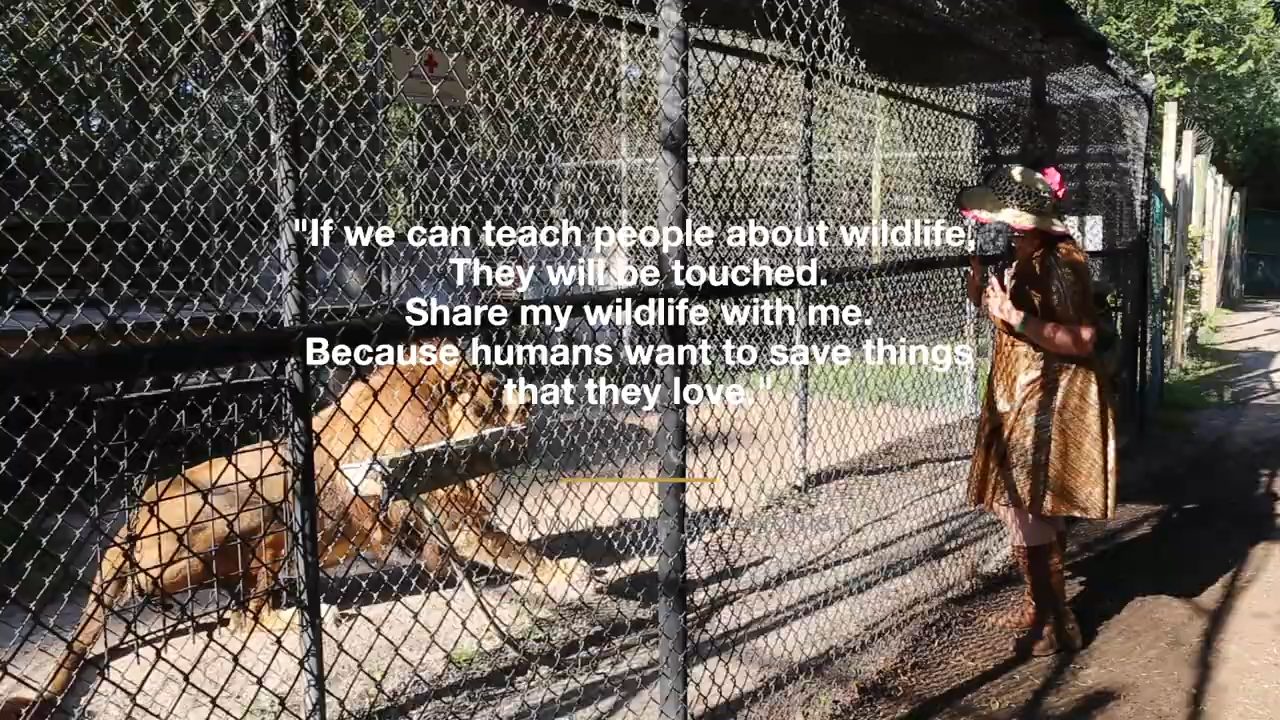 "If we can teach people about wildlife,
They will be touched.
Share my wildlife with me.
Because humans want to save things
that they love."